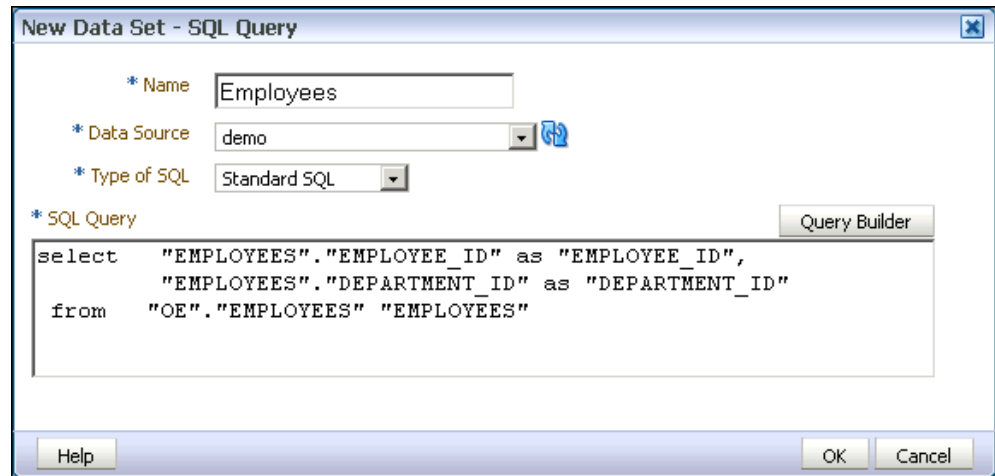 New Data Set - SQL Query
* Name Employees
* Data Source demo
* Type of SQL Standard SQL
* SQL Query Query Builder
select "EMPLOYEES"."EMPLOYEE_ID" as "EMPLOYEE_ID",
"EMPLOYEES"."DEPARTMENT_ID" as "DEPARTMENT_ID"
from "OE"."EMPLOYEES" "EMPLOYEES"
Help OK Cancel